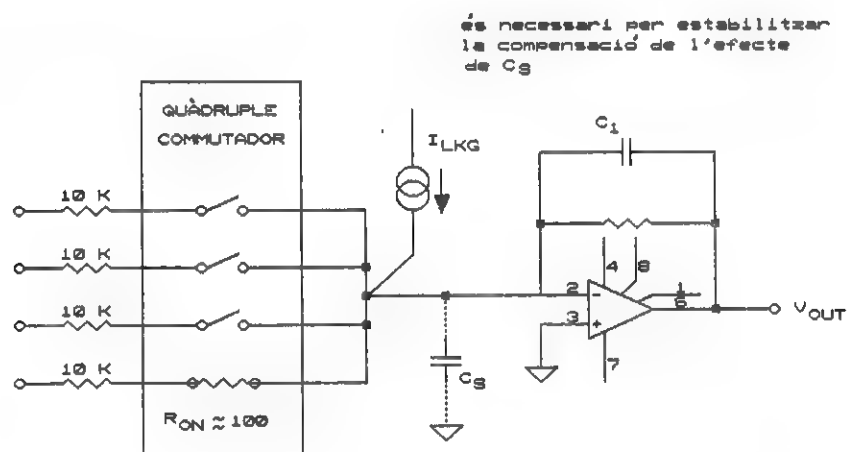 és necessari per estabilitzar
la compensació de l'efecte
de CS
QUÀDRUPLE
COMMUTADOR
C1
ILKG
10 K
10 K
4
8
10 K
2
-
1
6
VOUT
10 K
3
+
7
CS
RON ≈ 100